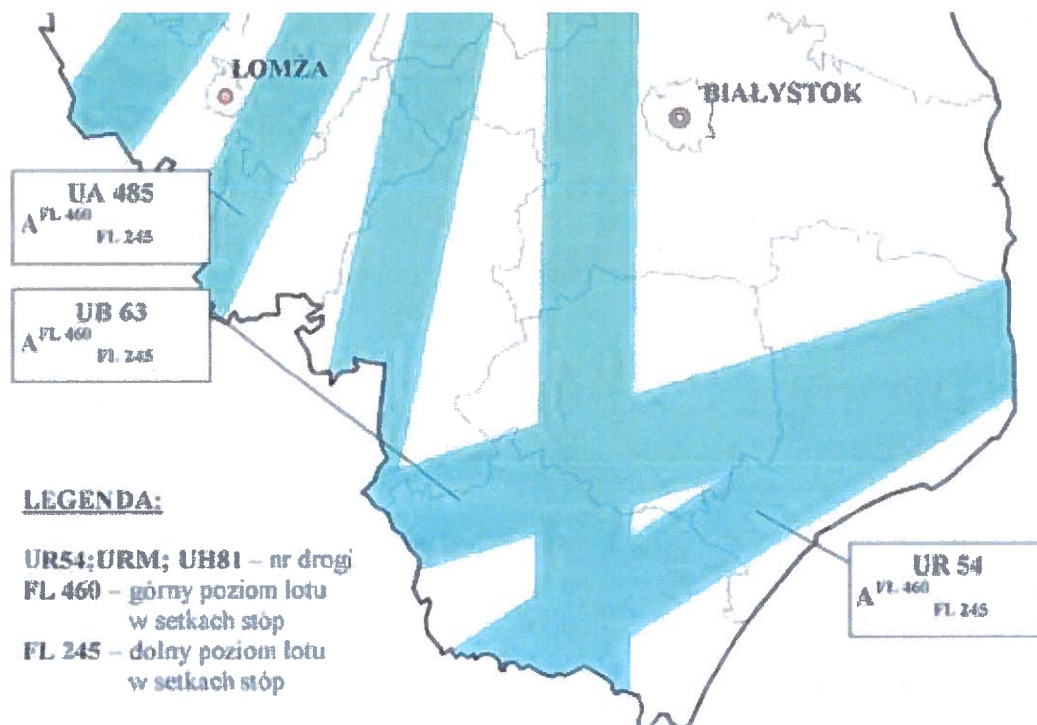 ŁOMŻA
BIAŁYSTOK
UA 485
A FL 460
FL 245
UB 63
A FL 460
FL 245
LEGENDA:
UR54; URM; UH81 – nr drogi
FL 460 – górny poziom lotu
w setkach stóp
FL 245 – dolny poziom lotu
w setkach stóp
UR 54
A FL 460
FL 245